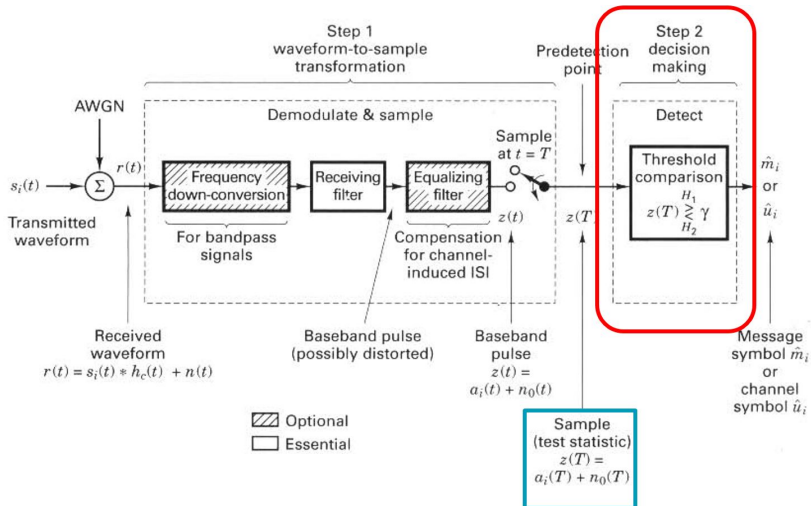 Step 1
waveform-to-sample
transformation
Predetection
point
Step 2
decision
making
AWGN
Demodulate & sample
Detect
Sample
at t = T
r(t)
s_i(t)
Σ
Transmitted
waveform
Frequency
down-conversion
Receiving
filter
Equalizing
filter
z(t)
z(T)
Threshold
comparison
H_1
z(T) ≷ γ
H_2
m̂_i
or
û_i
For bandpass
signals
Compensation
for channel-
induced ISI
Received
waveform
r(t) = s_i(t) * h_c(t) + n(t)
Baseband pulse
(possibly distorted)
Baseband
pulse
z(t) =
a_i(t) + n_0(t)
Message
symbol m̂_i
or
channel
symbol û_i
Optional
Essential
Sample
(test statistic)
z(T) =
a_i(T) + n_0(T)